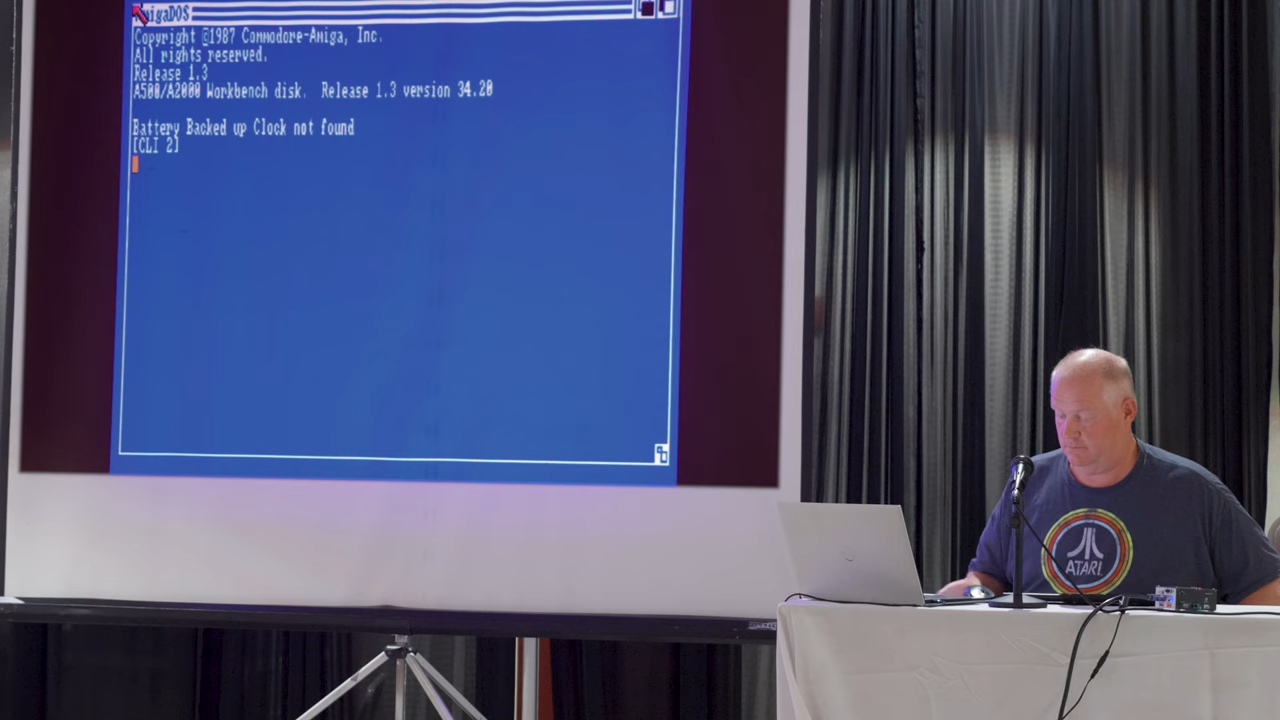 AmigaDOS
Copyright ©1987 Commodore-Amiga, Inc.
All rights reserved.
Release 1.3
A500/A2000 Workbench disk. Release 1.3 version 34.20
Battery Backed up Clock not found
[CLI 2]
ATARI